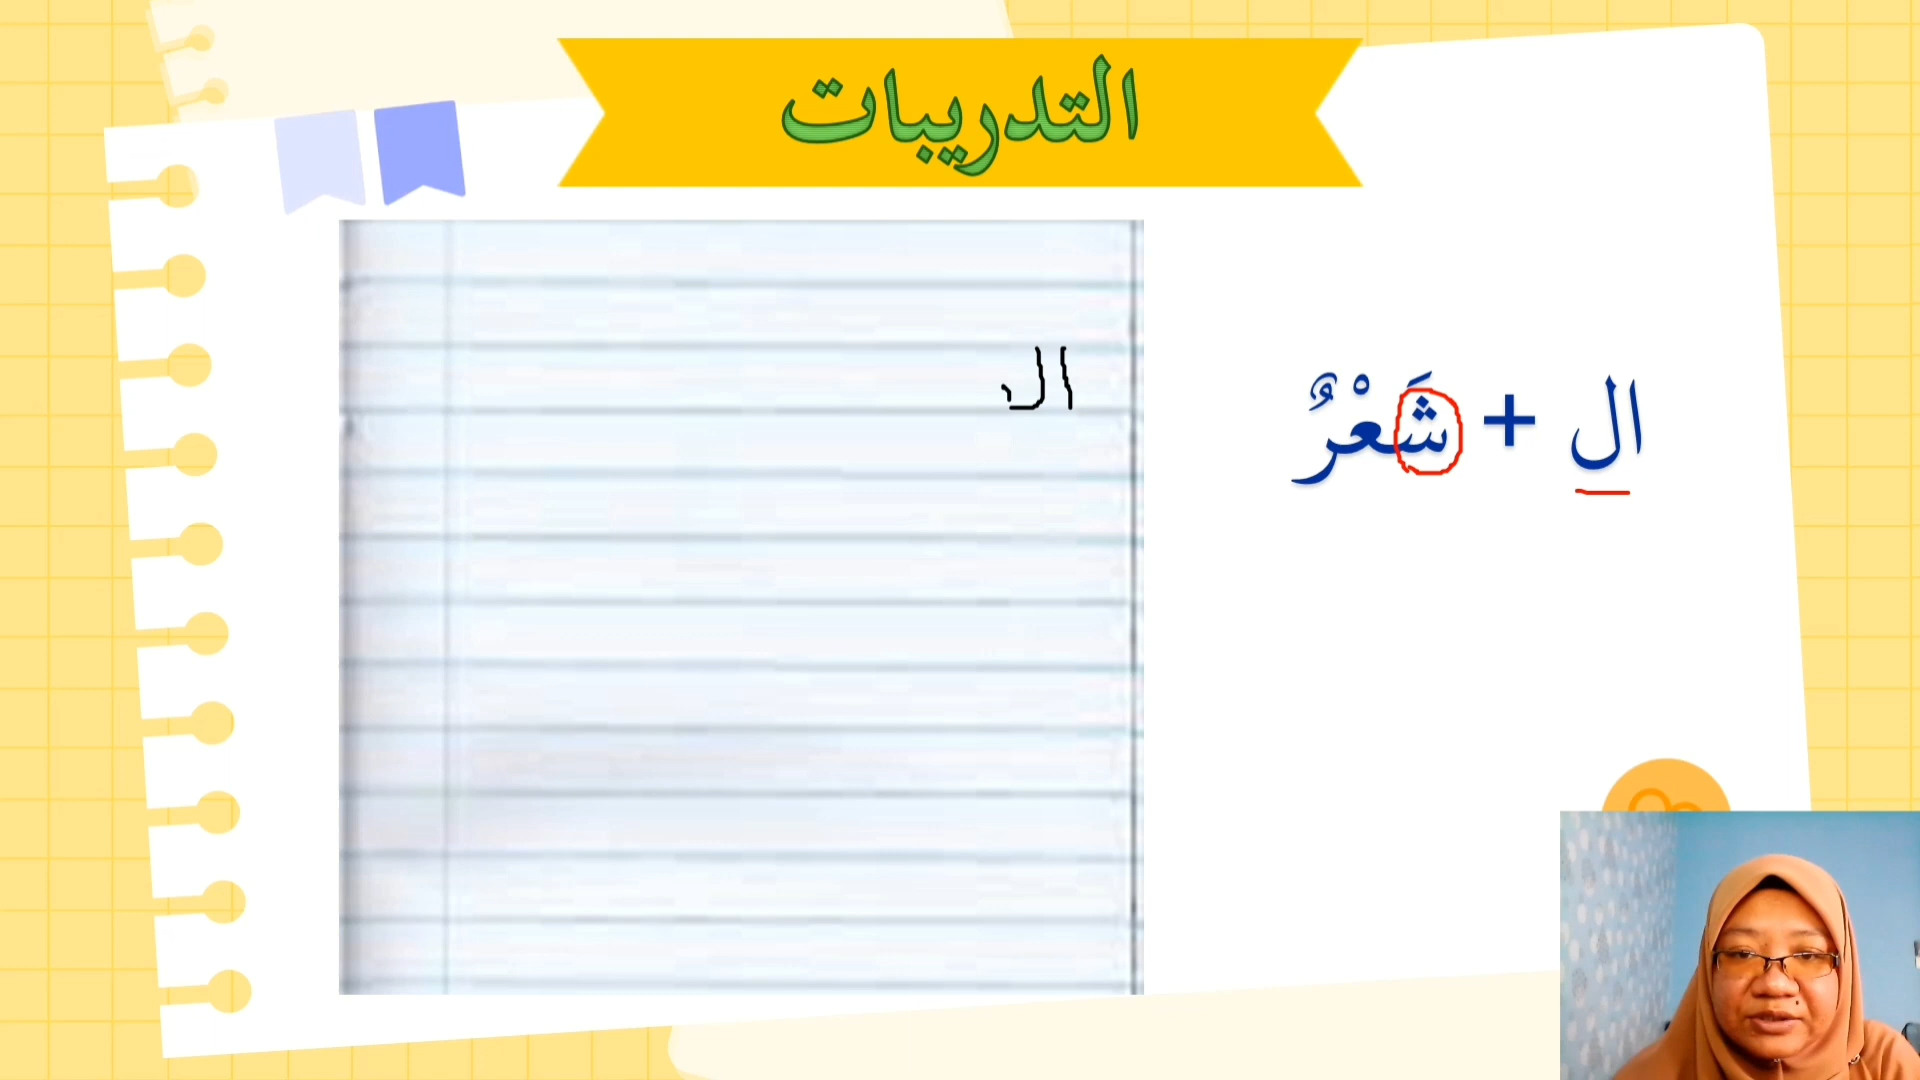 التدريبات
ال + شَعْرٌ
ال